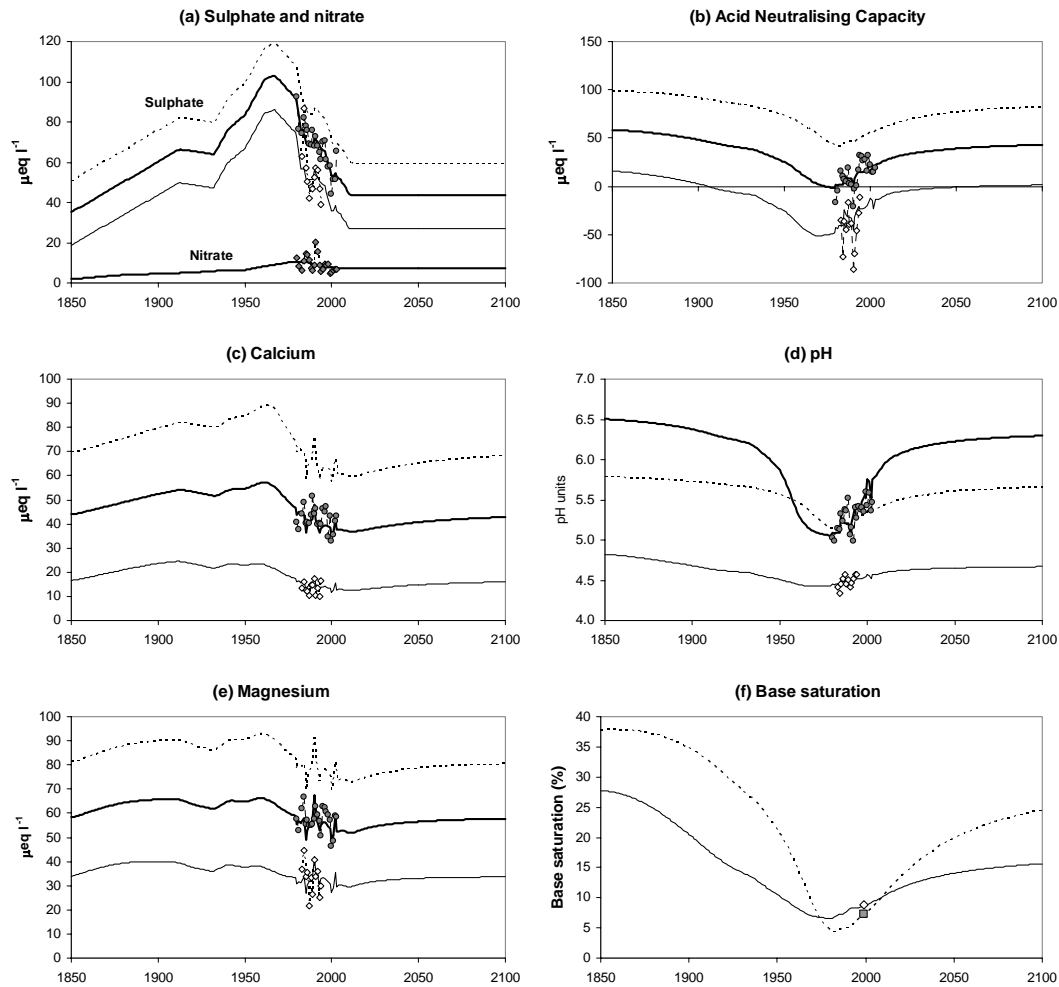 (a) Sulphate and nitrate
120
100
80
60
40
20
0
µeq l-1
Sulphate
Nitrate
1850 1900 1950 2000 2050 2100
(b) Acid Neutralising Capacity
150
100
50
0
-50
-100
µeq l-1
1850 1900 1950 2000 2050 2100
(c) Calcium
100
90
80
70
60
50
40
30
20
10
0
µeq l-1
1850 1900 1950 2000 2050 2100
(d) pH
7.0
6.5
6.0
5.5
5.0
4.5
4.0
pH units
1850 1900 1950 2000 2050 2100
(e) Magnesium
100
90
80
70
60
50
40
30
20
10
0
µeq l-1
1850 1900 1950 2000 2050 2100
(f) Base saturation
40
35
30
25
20
15
10
5
0
Base saturation (%)
1850 1900 1950 2000 2050 2100